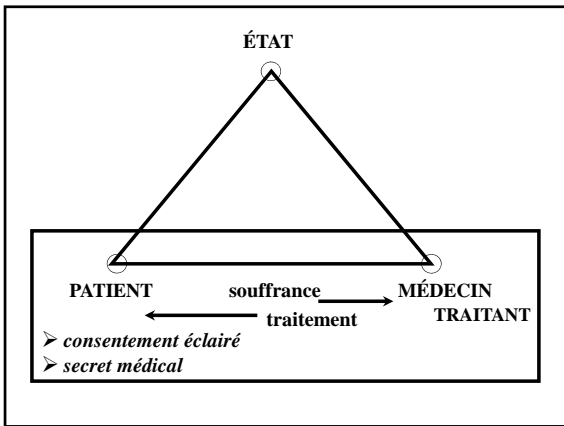 ÉTAT
PATIENT souffrance MÉDECIN
traitement TRAITANT
➢ consentement éclairé
➢ secret médical